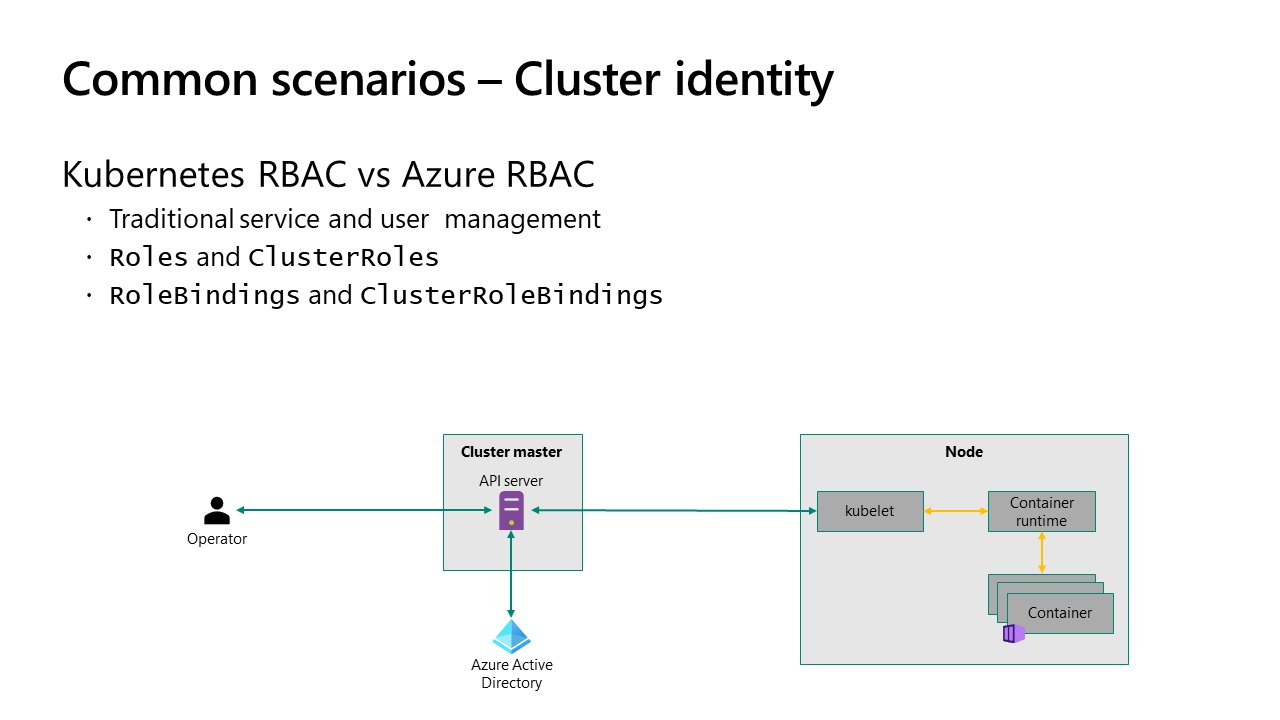 Common scenarios – Cluster identity
Kubernetes RBAC vs Azure RBAC
· Traditional service and user  management
· Roles and ClusterRoles
· RoleBindings and ClusterRoleBindings
Cluster master
API server
Operator
Azure Active
Directory
Node
kubelet
Container
runtime
Container